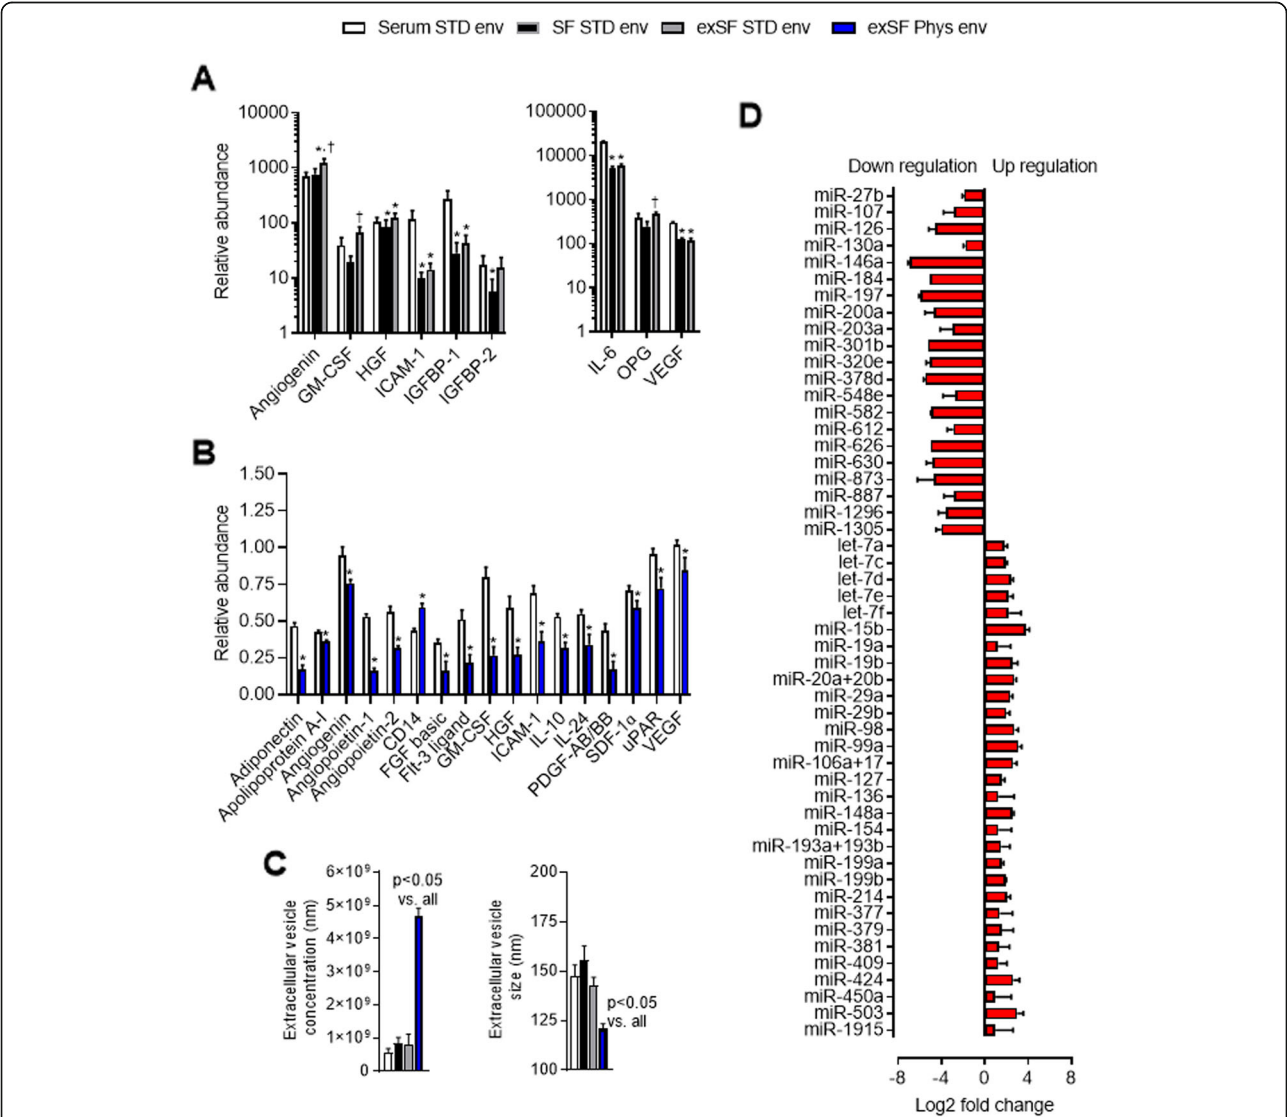 Serum STD env SF STD env exSF STD env exSF Phys env
A
Relative abundance
10000
1000
100
10
1
*,†
†
* *
* *
* *
*
Angiogenin
GM-CSF
HGF
ICAM-1
IGFBP-1
IGFBP-2
100000
10000
1000
100
10
1
* *
†
* *
IL-6
OPG
VEGF
B
Relative abundance
1.50
1.25
1.00
0.75
0.50
0.25
0.00
* * * * * * * * * * * * * * * * *
Adiponectin
Apolipoprotein A-I
Angiogenin
Angiopoietin-1
Angiopoietin-2
CD14
FGF basic
Flt-3 ligand
GM-CSF
HGF
ICAM-1
IL-10
IL-24
PDGF-AB/BB
SDF-1α
uPAR
VEGF
C
Extracellular vesicle
concentration (nm)
6×10⁹
5×10⁹
4×10⁹
3×10⁹
2×10⁹
1×10⁹
0
p<0.05
vs. all
Extracellular vesicle
size (nm)
200
175
150
125
100
p<0.05
vs. all
D
Down regulation Up regulation
miR-27b
miR-107
miR-126
miR-130a
miR-146a
miR-184
miR-197
miR-200a
miR-203a
miR-301b
miR-320e
miR-378d
miR-548e
miR-582
miR-612
miR-626
miR-630
miR-873
miR-887
miR-1296
miR-1305
let-7a
let-7c
let-7d
let-7e
let-7f
miR-15b
miR-19a
miR-19b
miR-20a+20b
miR-29a
miR-29b
miR-98
miR-99a
miR-106a+17
miR-127
miR-136
miR-148a
miR-154
miR-193a+193b
miR-199a
miR-199b
miR-214
miR-377
miR-379
miR-381
miR-409
miR-424
miR-450a
miR-503
miR-1915
-8 -4 0 4 8
Log2 fold change